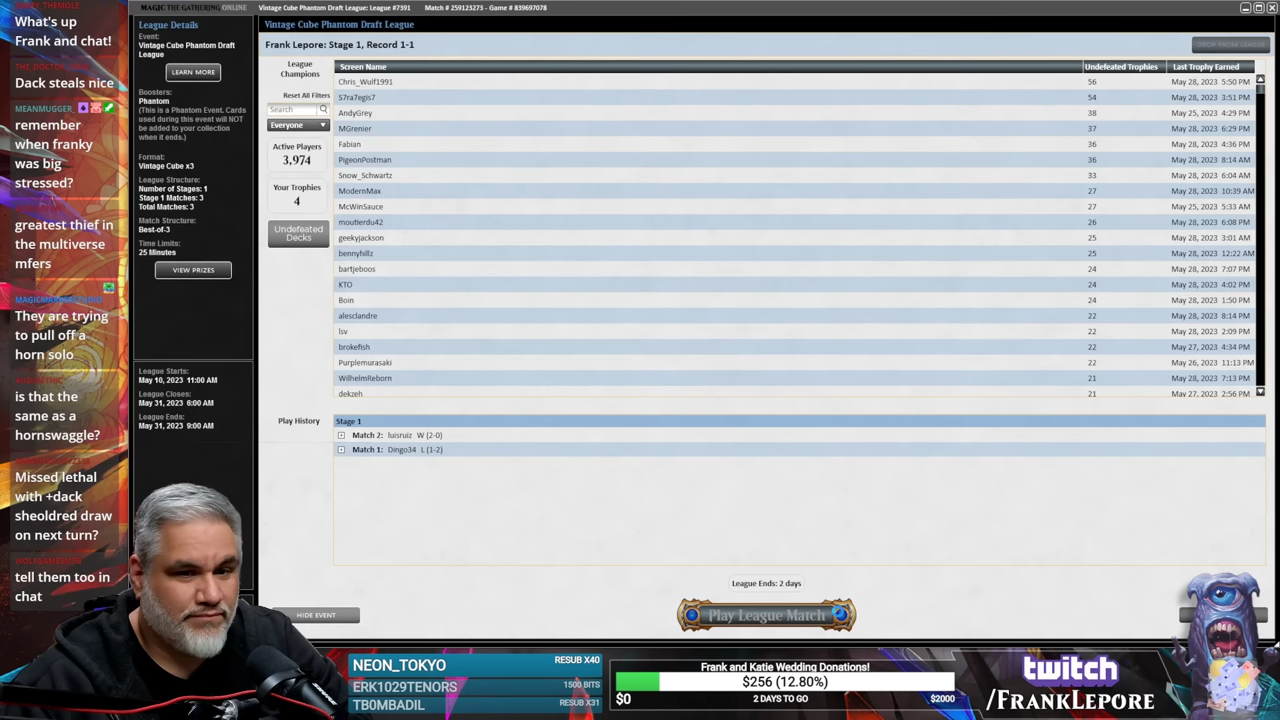 What's up
Frank and chat!
Dack steals nice
MEANMUGGER
remember
when franky
was big
stressed?
greatest thief in
the multiverse
mfers
They are trying
to pull off a
horn solo
is that the
same as a
hornswaggle?
Missed lethal
with +dack
sheoldred draw
on next turn?
tell them too in
chat
MAGIC: THE GATHERING ONLINE
Vintage Cube Phantom Draft League: League #7391
Match # 259123273 - Game # 839697078
League Details
Event:
Vintage Cube Phantom Draft
League
LEARN MORE
Boosters:
Phantom
(This is a Phantom Event. Cards
used during this event will NOT
be added to your collection
when it ends.)
Format:
Vintage Cube x3
League Structure:
Number of Stages: 1
Stage 1 Matches: 3
Total Matches: 3
Match Structure:
Best-of-3
Time Limits:
25 Minutes
VIEW PRIZES
League Starts:
May 10, 2023 11:00 AM
League Closes:
May 31, 2023 6:00 AM
League Ends:
May 31, 2023 9:00 AM
Vintage Cube Phantom Draft League
Frank Lepore: Stage 1, Record 1-1
DROP FROM LEAGUE
League
Champions
Reset All Filters
Search
Everyone
Active Players
3,974
Your Trophies
4
Undefeated
Decks
Screen Name Undefeated Trophies Last Trophy Earned
Chris_Wulf1991 56 May 28, 2023 5:50 PM
S7ra7egis7 54 May 28, 2023 3:51 PM
AndyGrey 38 May 25, 2023 4:29 PM
MGrenier 37 May 28, 2023 6:29 PM
Fabian 36 May 28, 2023 4:36 PM
PigeonPostman 36 May 28, 2023 8:14 AM
Snow_Schwartz 33 May 28, 2023 6:04 AM
ModernMax 27 May 28, 2023 10:39 AM
McWinSauce 27 May 25, 2023 5:33 AM
moutierdu42 26 May 28, 2023 6:08 PM
geekyjackson 25 May 28, 2023 3:01 AM
bennyhillz 25 May 28, 2023 12:22 AM
bartjeboos 24 May 28, 2023 7:07 PM
KTO 24 May 28, 2023 4:02 PM
Boin 24 May 28, 2023 1:50 PM
alesclandre 22 May 28, 2023 8:14 PM
lsv 22 May 28, 2023 2:09 PM
brokefish 22 May 27, 2023 4:34 PM
Purplemurasaki 22 May 26, 2023 11:13 PM
WilhelmReborn 21 May 28, 2023 7:13 PM
dekzeh 21 May 27, 2023 2:56 PM
Play History
Stage 1
Match 2: luisruiz W (2-0)
Match 1: Dingo34 L (1-2)
League Ends: 2 days
HIDE EVENT
Play League Match
NEON_TOKYO RESUB X40
ERK1029TENORS 1500 BITS
TB0MBADIL RESUB X31
Frank and Katie Wedding Donations!
$256 (12.80%)
$0 2 DAYS TO GO $2000
twitch
/FRANKLEPORE